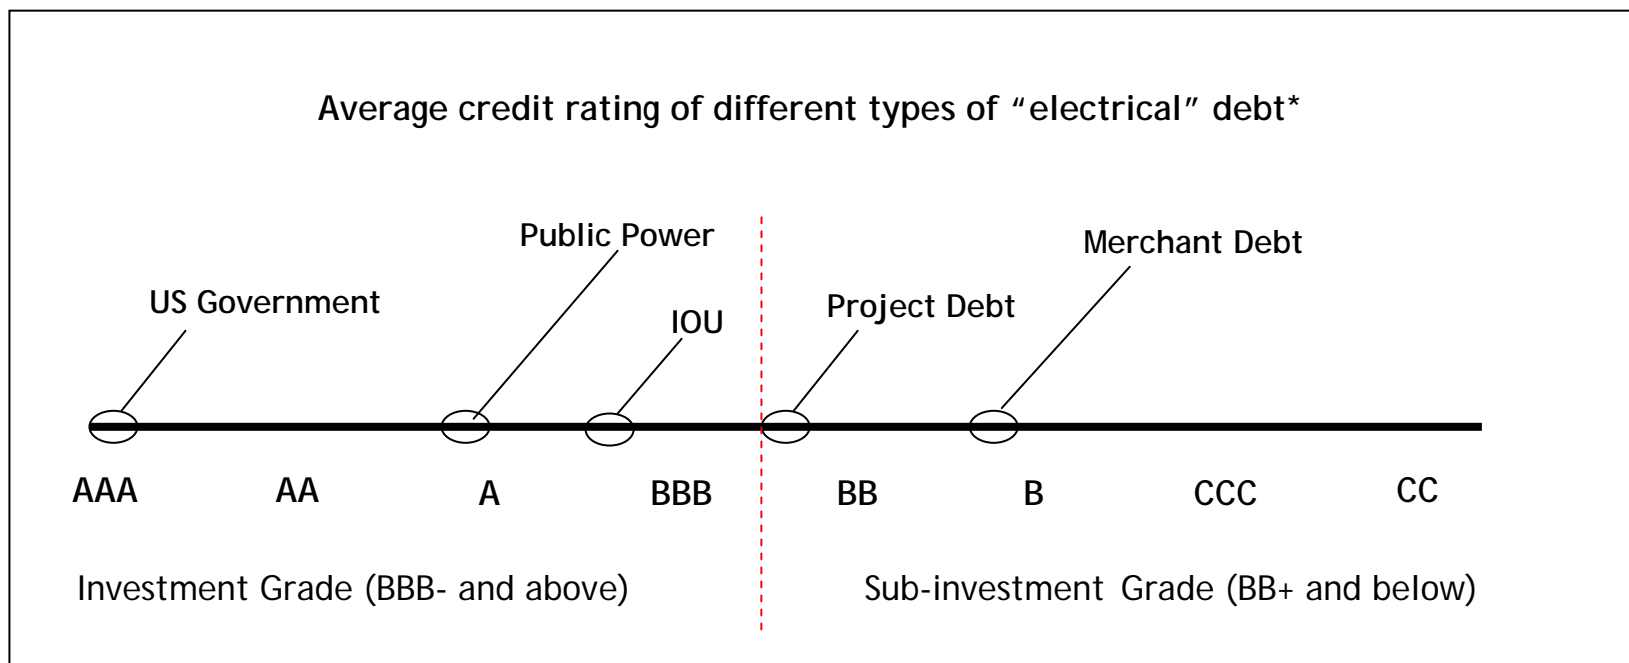 Average credit rating of different types of “electrical” debt*
Public Power
Merchant Debt
US Government
Project Debt
IOU
AAA AA A BBB BB B CCC CC
Investment Grade (BBB- and above) Sub-investment Grade (BB+ and below)